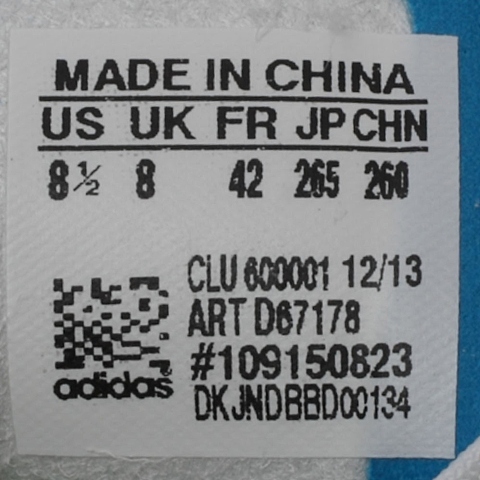 MADE IN CHINA
US UK FR JP CHN
8½ 8 42 265 260
CLU 600001 12/13
ART D67178
#109150823
adidas
DKJNDBBD00134